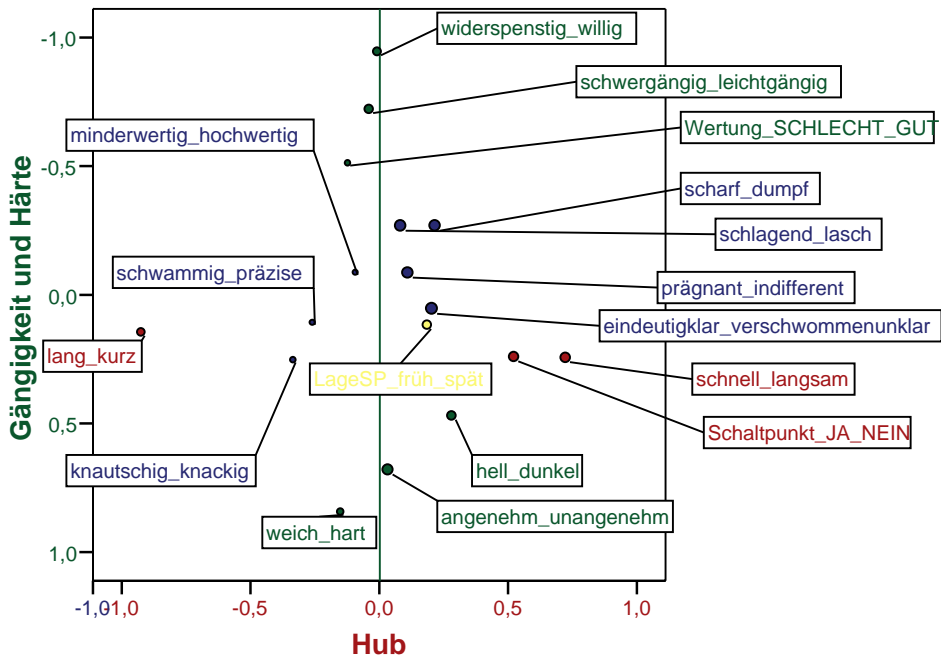 -1,0
widerspenstig_willig
schwergängig_leichtgängig
Wertung_SCHLECHT_GUT
minderwertig_hochwertig
-0,5
scharf_dumpf
schlagend_lasch
schwammig_präzise
prägnant_indifferent
0,0
eindeutigklar_verschwommenunklar
lang_kurz
LageSP_früh_spät
schnell_langsam
Gängigkeit und Härte
0,5
Schaltpunkt_JA_NEIN
knautschig_knackig
hell_dunkel
angenehm_unangenehm
weich_hart
1,0
-1,0 -1,0 -0,5 0,0 0,5 1,0
Hub